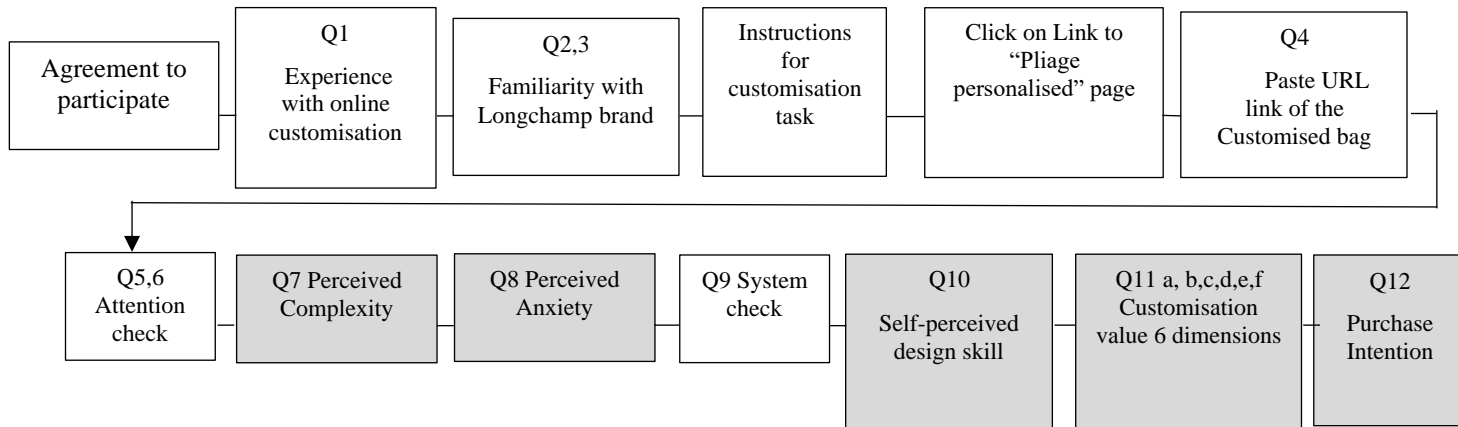 Agreement to
participate
Q1
Experience
with online
customisation
Q2,3
Familiarity with
Longchamp brand
Instructions
for
customisation
task
Click on Link to
“Pliage
personalised” page
Q4
Paste URL
link of the
Customised bag
Q5,6
Attention
check
Q7 Perceived
Complexity
Q8 Perceived
Anxiety
Q9 System
check
Q10
Self-perceived
design skill
Q11 a, b,c,d,e,f
Customisation
value 6 dimensions
Q12
Purchase
Intention